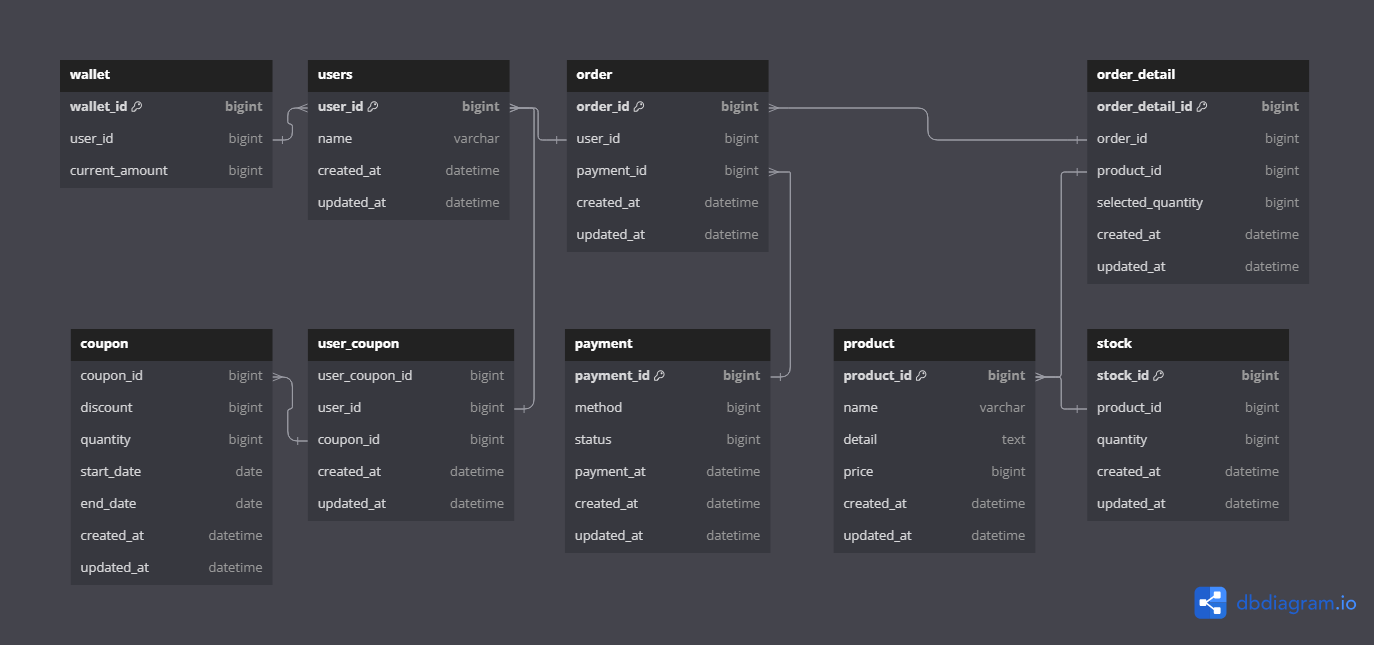 wallet
wallet_id bigint
user_id bigint
current_amount bigint
users
user_id bigint
name varchar
created_at datetime
updated_at datetime
order
order_id bigint
user_id bigint
payment_id bigint
created_at datetime
updated_at datetime
order_detail
order_detail_id bigint
order_id bigint
product_id bigint
selected_quantity bigint
created_at datetime
updated_at datetime
coupon
coupon_id bigint
discount bigint
quantity bigint
start_date date
end_date date
created_at datetime
updated_at datetime
user_coupon
user_coupon_id bigint
user_id bigint
coupon_id bigint
created_at datetime
updated_at datetime
payment
payment_id bigint
method bigint
status bigint
payment_at datetime
created_at datetime
updated_at datetime
product
product_id bigint
name varchar
detail text
price bigint
created_at datetime
updated_at datetime
stock
stock_id bigint
product_id bigint
quantity bigint
created_at datetime
updated_at datetime
dbdiagram.io